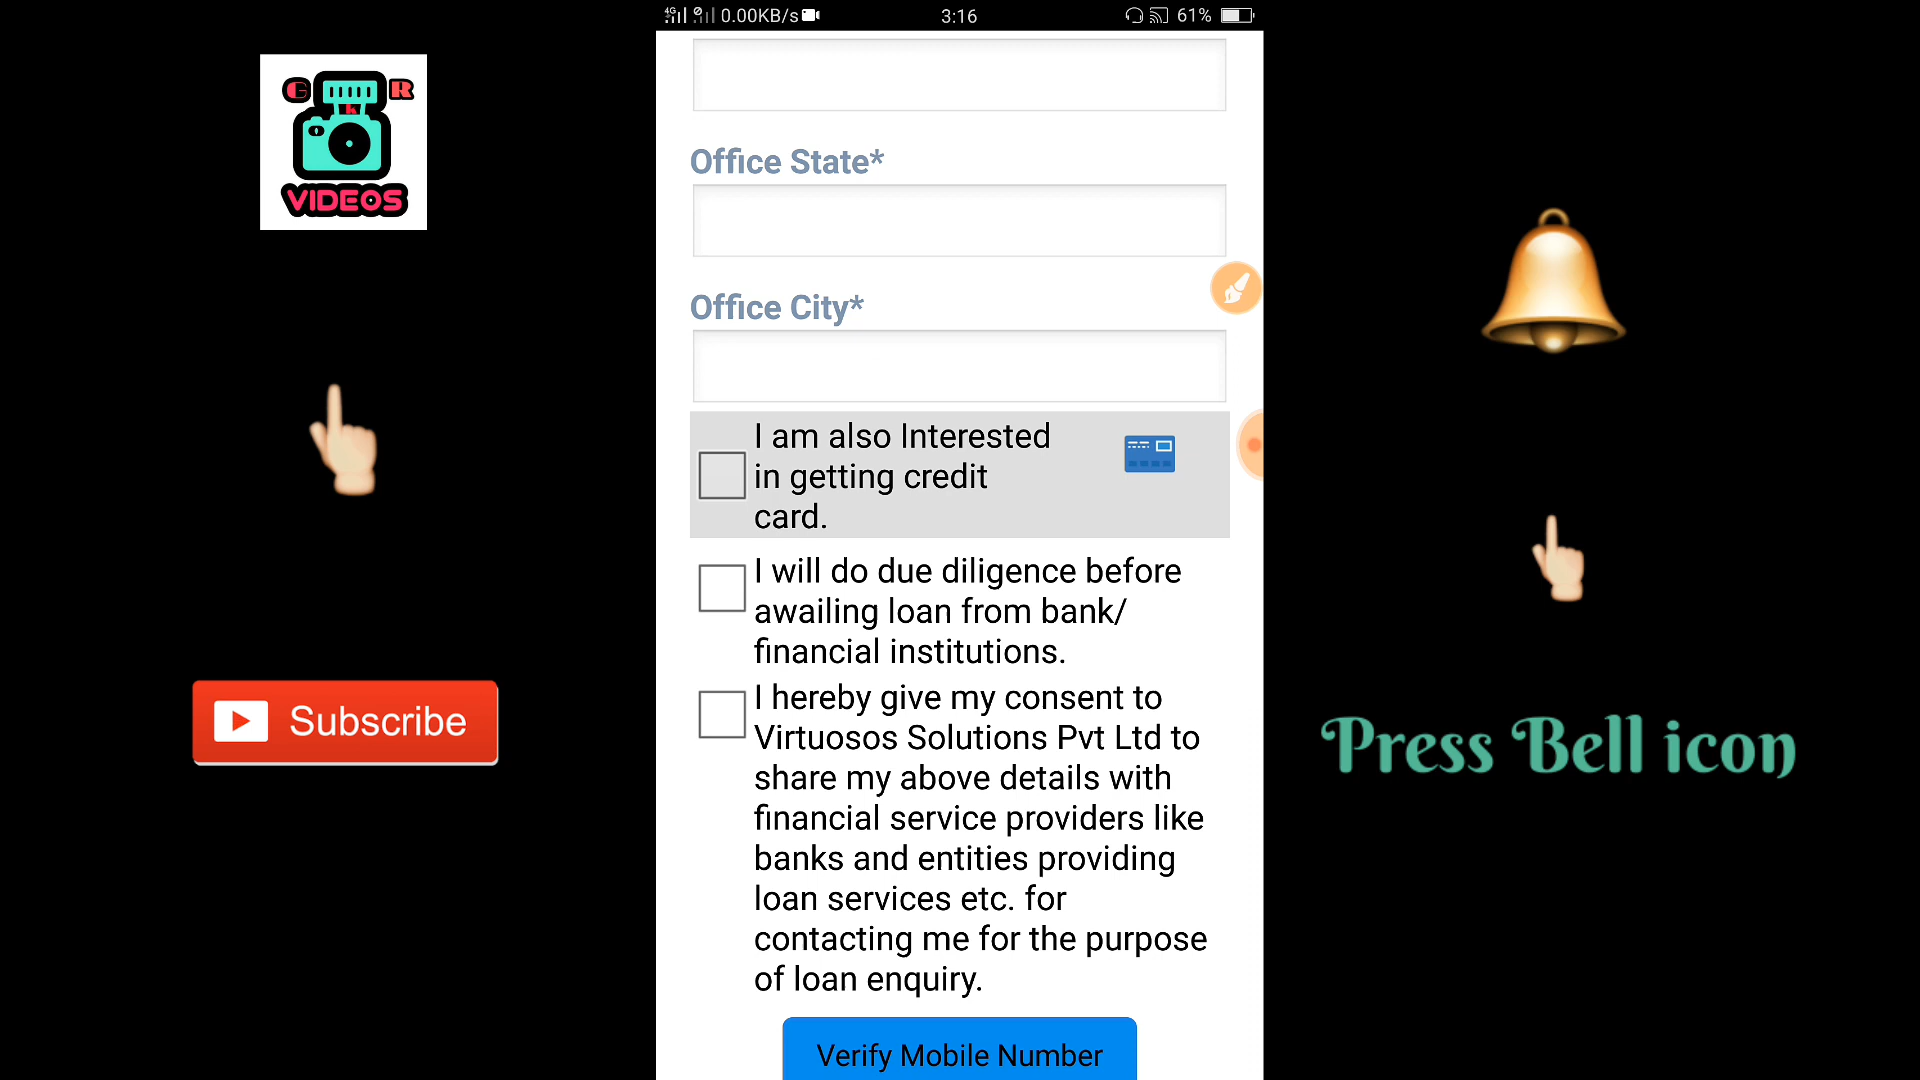 4G 0.00KB/s 3:16 61%
G R
VIDEOS
Office State*
Office City*
I am also Interested
in getting credit
card.
I will do due diligence before
awailing loan from bank/
financial institutions.
I hereby give my consent to
Virtuosos Solutions Pvt Ltd to
share my above details with
financial service providers like
banks and entities providing
loan services etc. for
contacting me for the purpose
of loan enquiry.
Verify Mobile Number
Subscribe
Press Bell icon